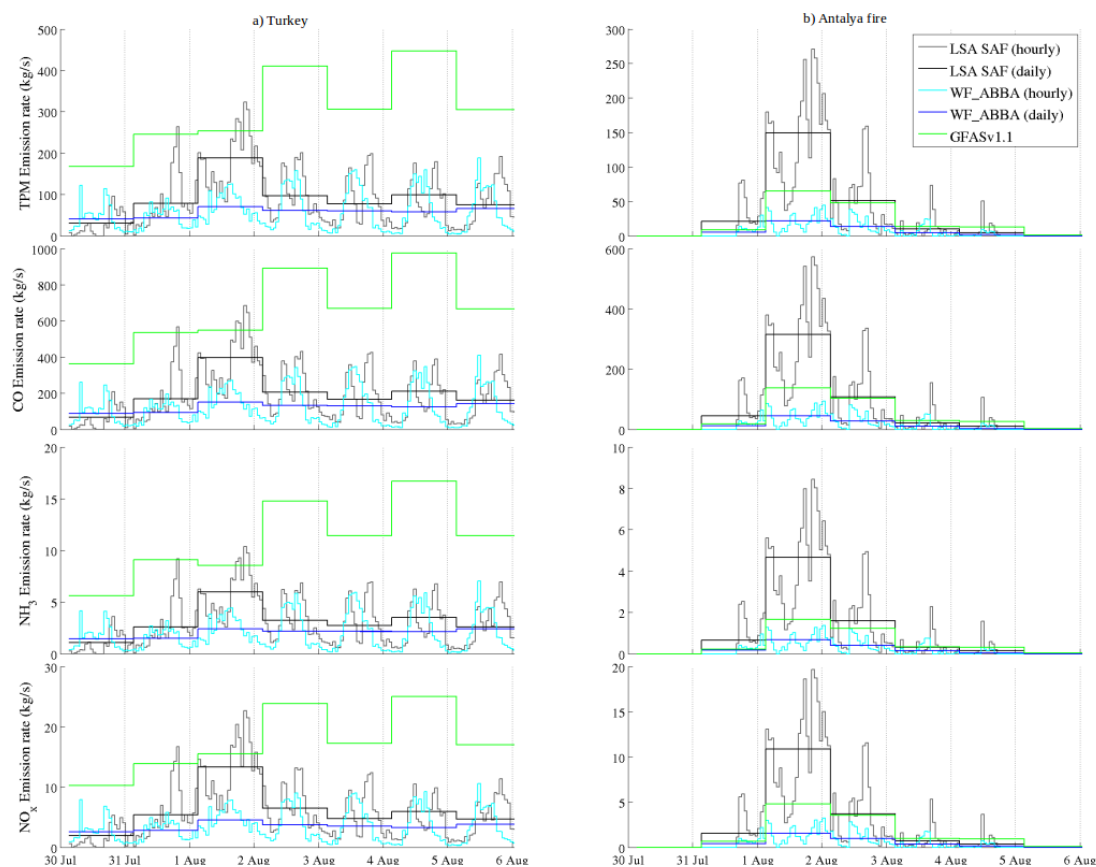 a) Turkey
b) Antalya fire
TPM Emission rate (kg/s)
500
400
300
200
100
0
300
250
200
150
100
50
0
LSA SAF (hourly)
LSA SAF (daily)
WF_ABBA (hourly)
WF_ABBA (daily)
GFASv1.1
CO Emission rate (kg/s)
1000
800
600
400
200
0
600
400
200
0
NH3 Emission rate (kg/s)
20
15
10
5
0
10
8
6
4
2
0
NOx Emission rate (kg/s)
30
20
10
0
20
15
10
5
0
30 Jul
31 Jul
1 Aug
2 Aug
3 Aug
4 Aug
5 Aug
6 Aug
30 Jul
31 Jul
1 Aug
2 Aug
3 Aug
4 Aug
5 Aug
6 Aug